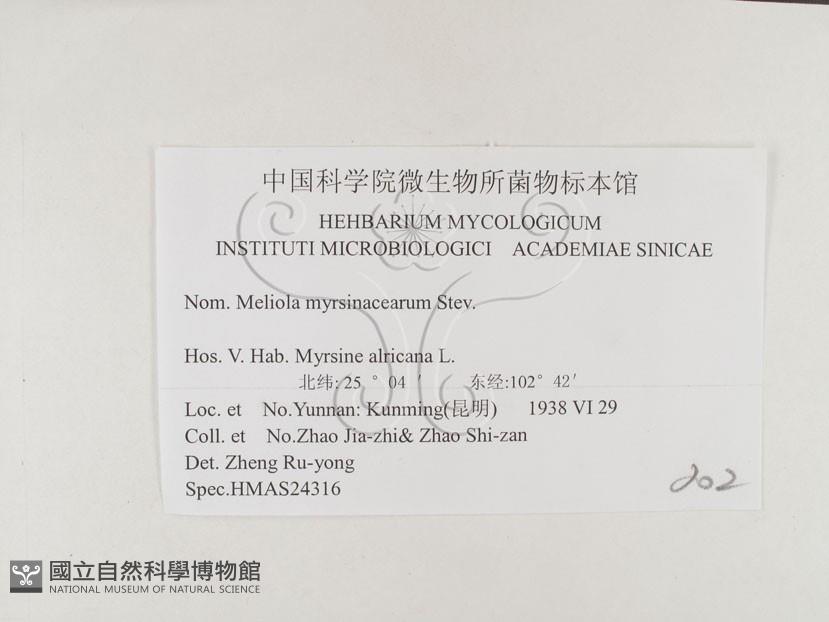 中国科学院微生物所菌物标本馆
HEHBARIUM MYCOLOGICUM
INSTITUTI MICROBIOLOGICI ACADEMIAE SINICAE
Nom. Meliola myrsinacearum Stev.
Hos. V. Hab. Myrsine alricana L.
北纬: 25 ° 04 ′ 东经:102° 42′
Loc. et No.Yunnan: Kunming(昆明) 1938 VI 29
Coll. et No.Zhao Jia-zhi& Zhao Shi-zan
Det. Zheng Ru-yong
Spec.HMAS24316
202
國立自然科學博物館
NATIONAL MUSEUM OF NATURAL SCIENCE